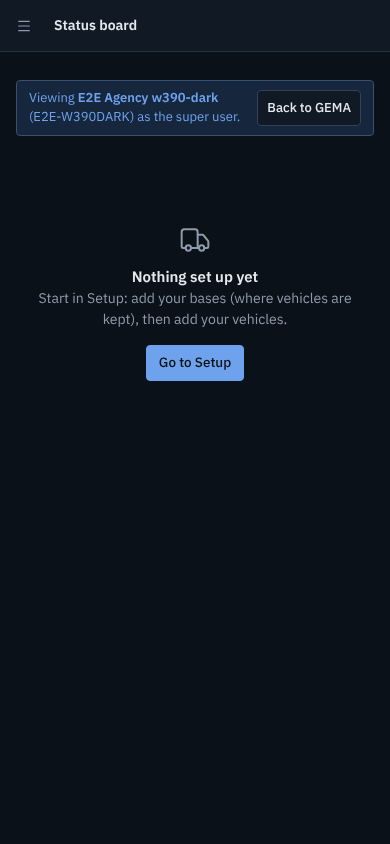 Status board
Viewing E2E Agency w390-dark
(E2E-W390DARK) as the super user.
Back to GEMA
Nothing set up yet
Start in Setup: add your bases (where vehicles are
kept), then add your vehicles.
Go to Setup